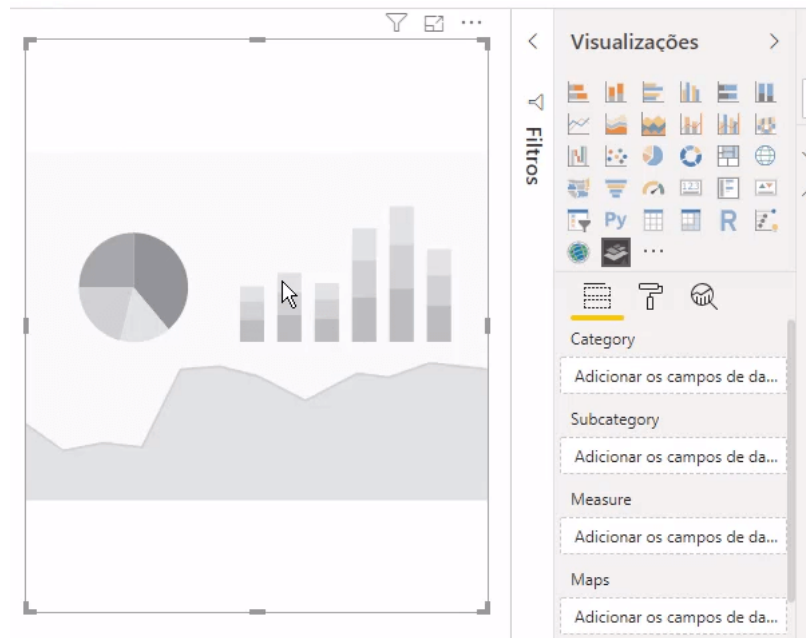 Visualizações
Filtros
123
Py
R
Category
Adicionar os campos de da...
Subcategory
Adicionar os campos de da...
Measure
Adicionar os campos de da...
Maps
Adicionar os campos de da...